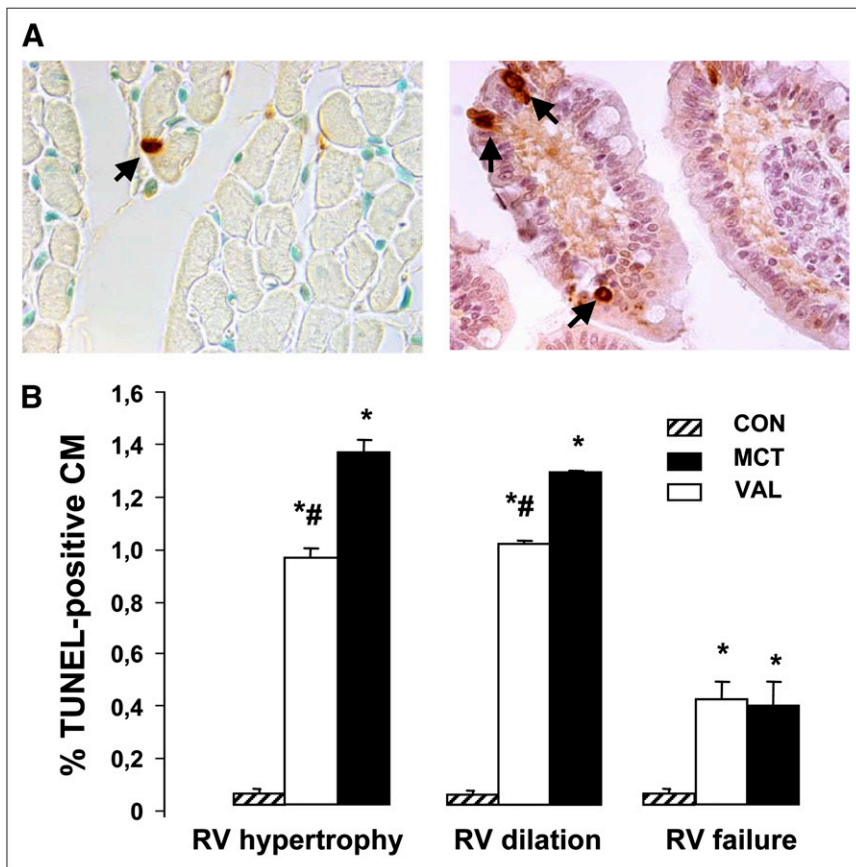 A
B
% TUNEL-positive CM
1,6
1,4
1,2
1,0
0,8
0,6
0,4
0,2
0
*#
*
*#
*
*
*
CON
MCT
VAL
RV hypertrophy
RV dilation
RV failure